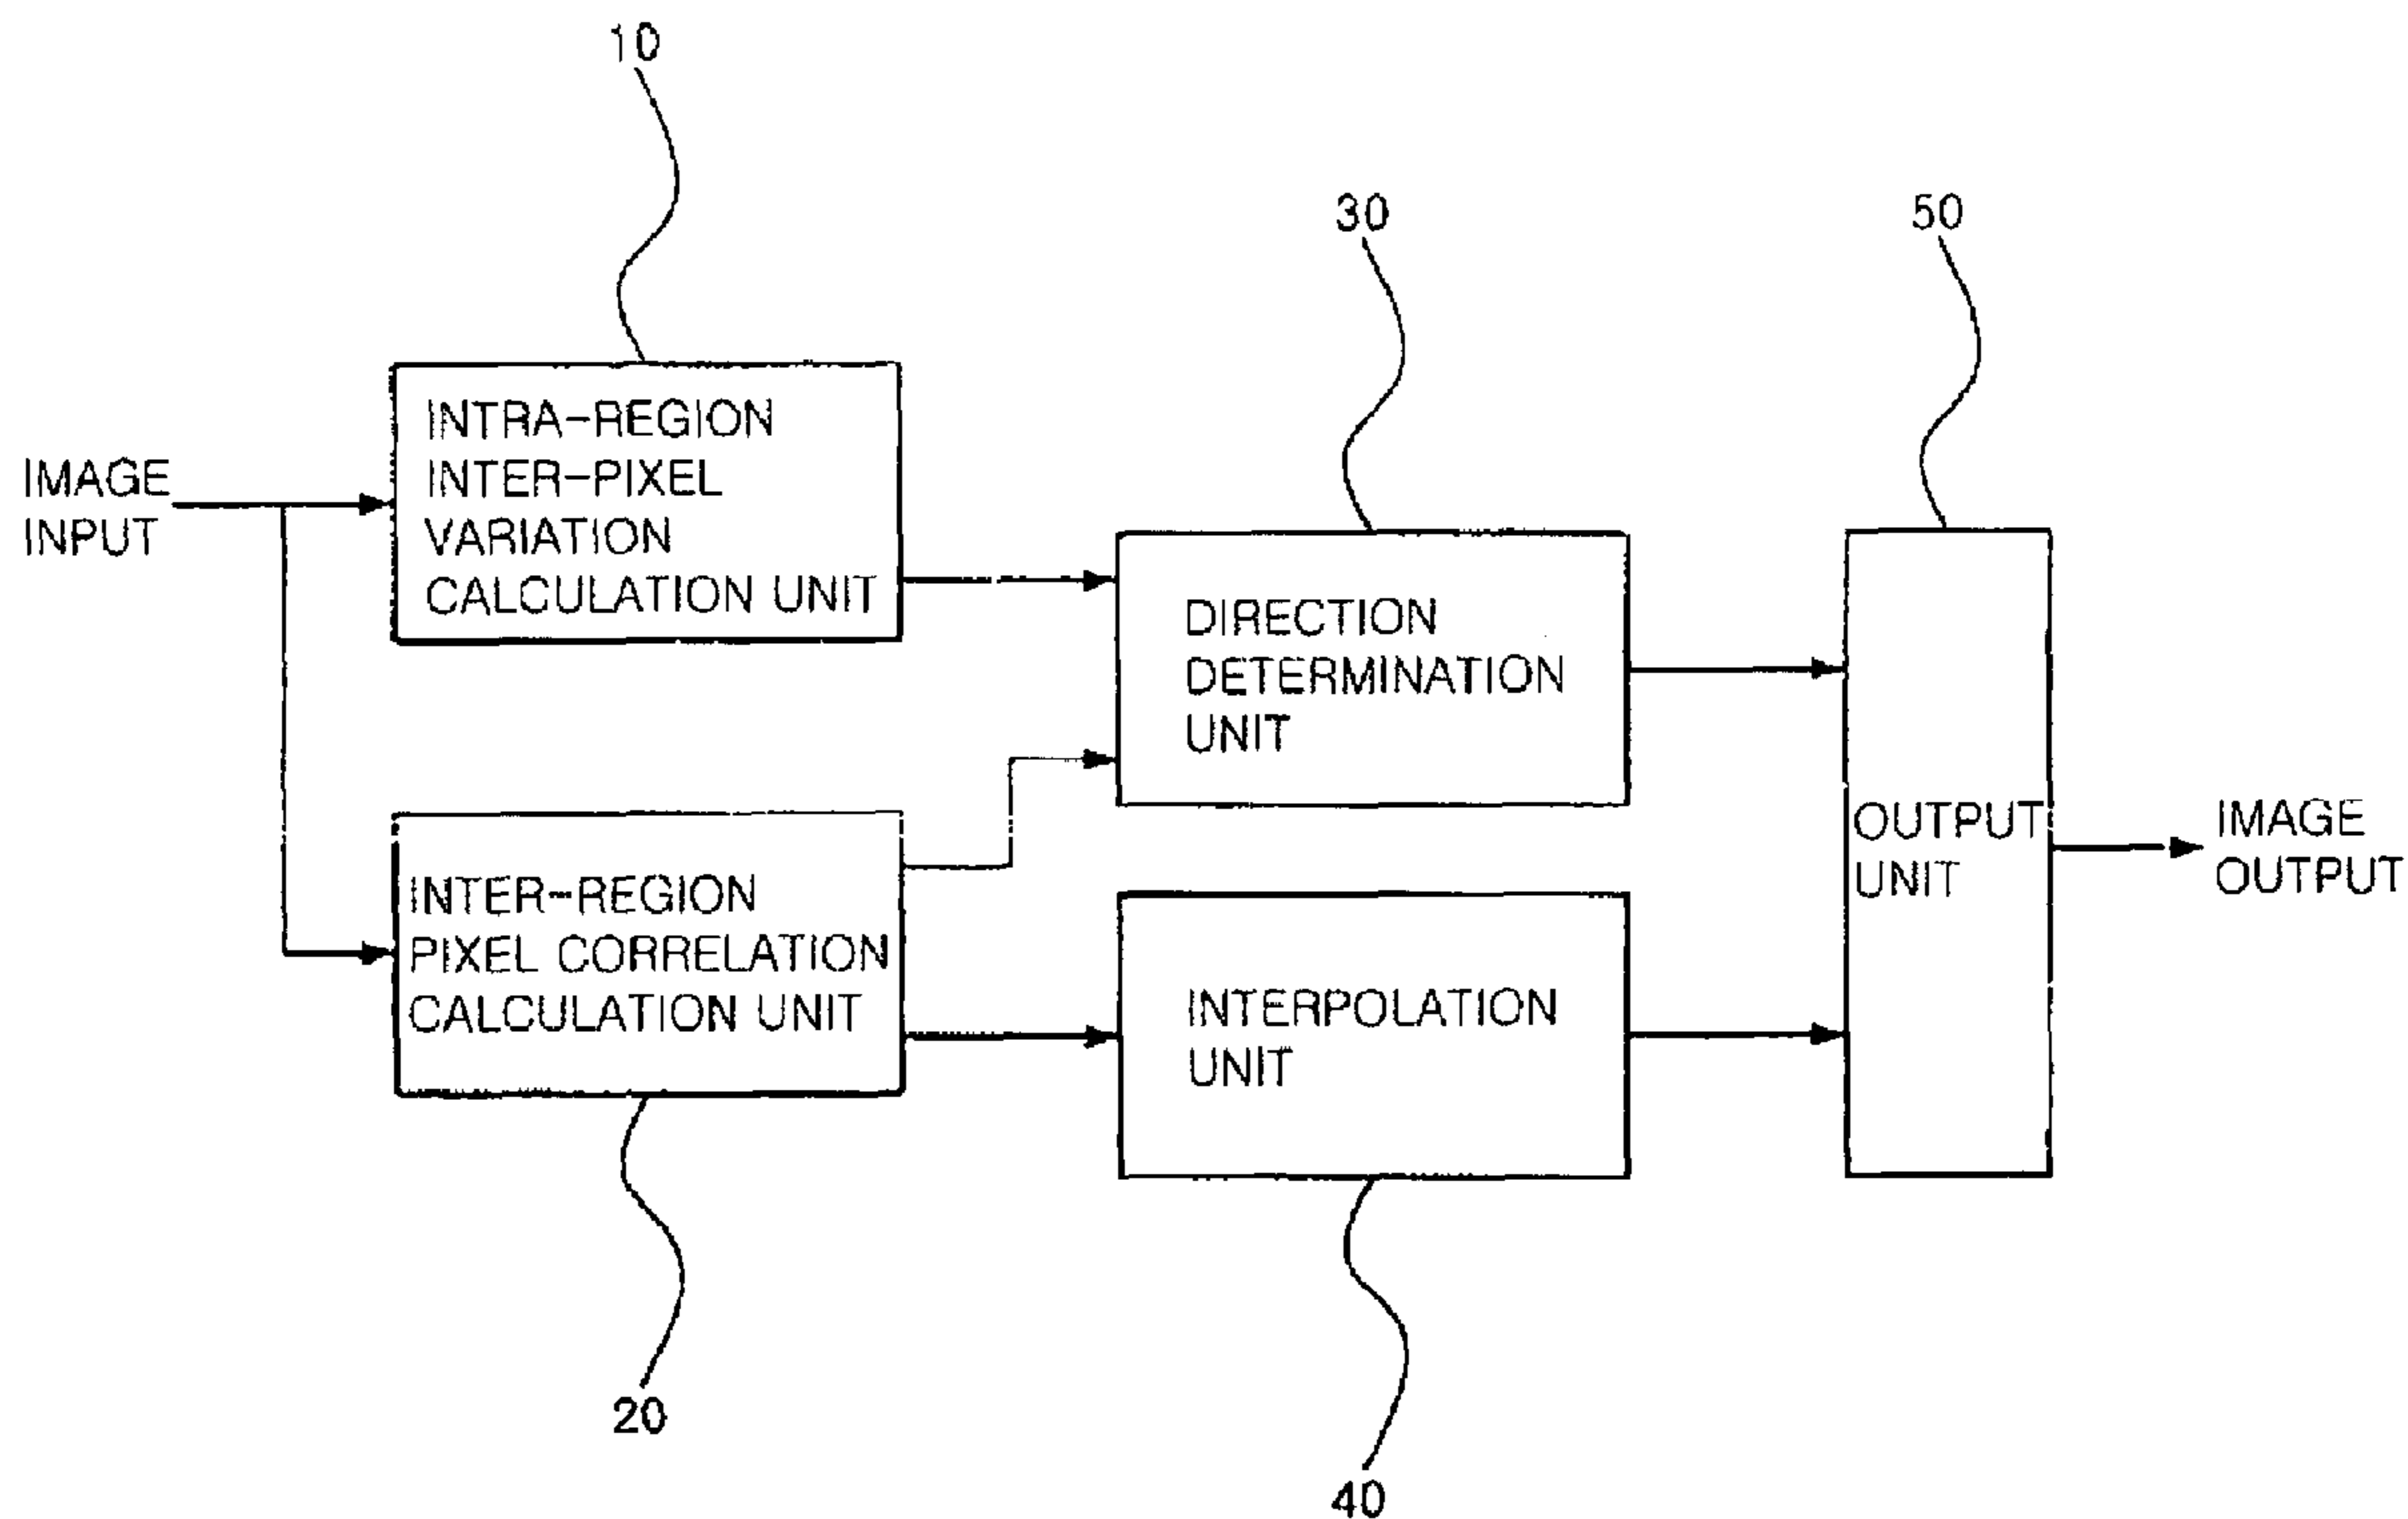 10
30
50
INTRA-REGION
INTER-PIXEL
VARIATION
CALCULATION UNIT
IMAGE
INPUT
DIRECTION
DETERMINATION
UNIT
OUTPUT
UNIT
IMAGE
OUTPUT
INTER-REGION
PIXEL CORRELATION
CALCULATION UNIT
INTERPOLATION
UNIT
20
40